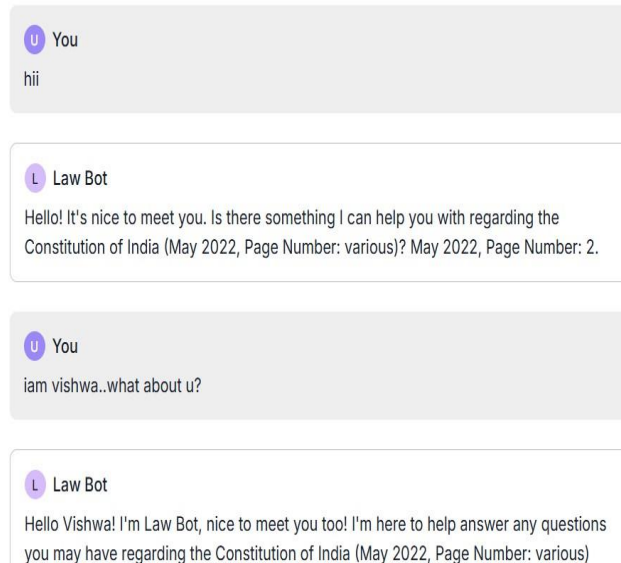 U You
hii
L Law Bot
Hello! It's nice to meet you. Is there something I can help you with regarding the
Constitution of India (May 2022, Page Number: various)? May 2022, Page Number: 2.
U You
iam vishwa..what about u?
L Law Bot
Hello Vishwa! I'm Law Bot, nice to meet you too! I'm here to help answer any questions
you may have regarding the Constitution of India (May 2022, Page Number: various)